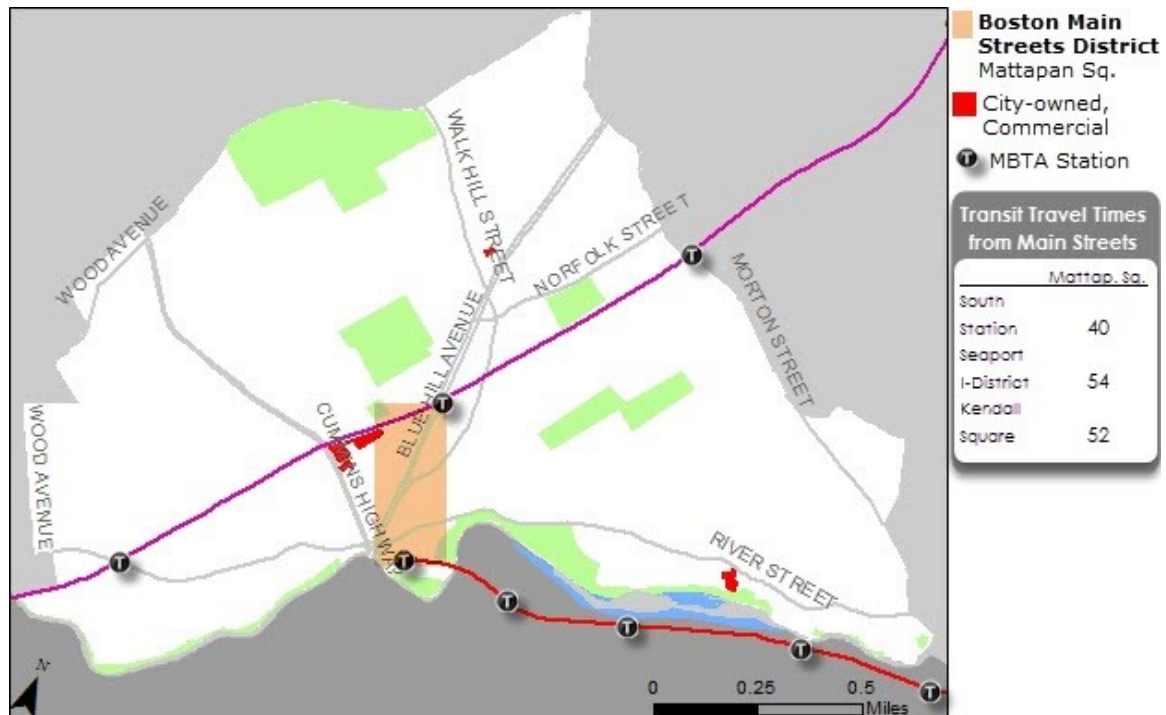 Boston Main
Streets District
Mattapan Sq.
City-owned,
Commercial
T MBTA Station
Transit Travel Times
from Main Streets
Mattap. Sq.
South
Station 40
Seaport
I-District 54
Kendall
Square 52
WALK HILL STREET
WOOD AVENUE
NORFOLK STREET
MORTON STREET
BLUE HILL AVENUE
CUMMINS HIGHWAY
WOOD AVENUE
RIVER STREET
T
T
T
T
T
T
T
T
N
0 0.25 0.5
Miles